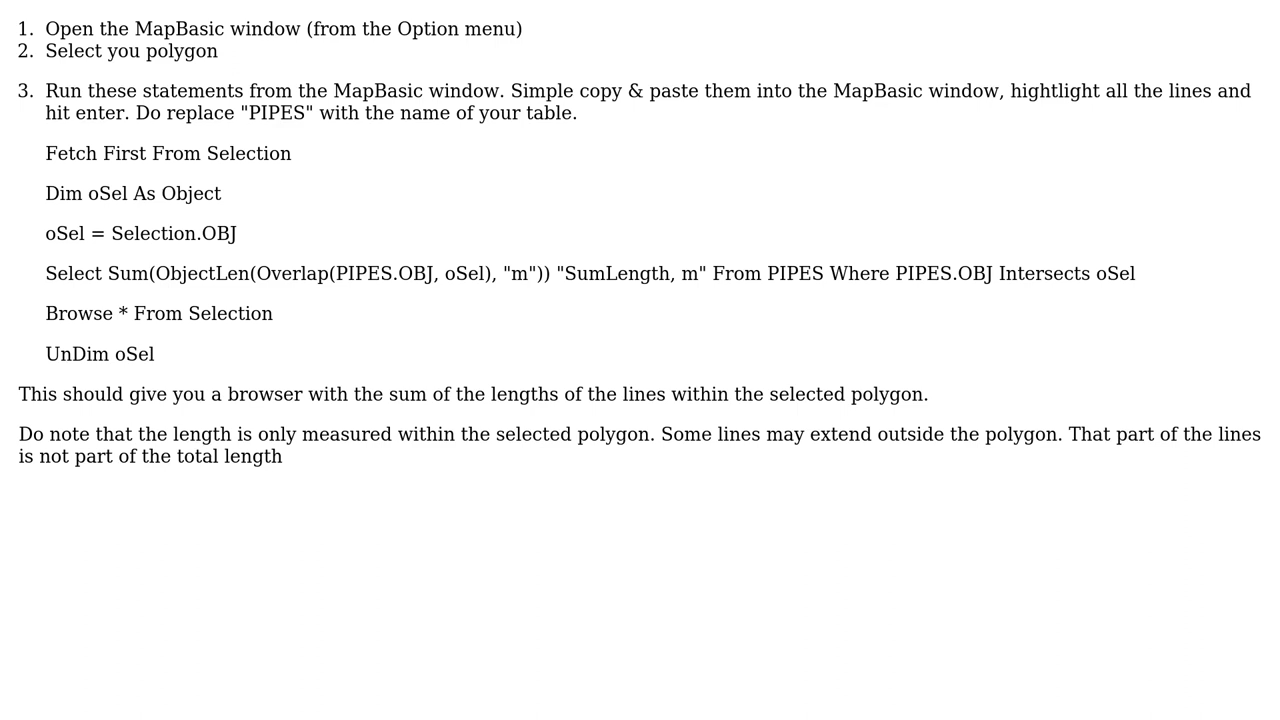 1. Open the MapBasic window (from the Option menu)
2. Select you polygon
3. Run these statements from the MapBasic window. Simple copy & paste them into the MapBasic window, hightlight all the lines and
hit enter. Do replace "PIPES" with the name of your table.
Fetch First From Selection
Dim oSel As Object
oSel = Selection.OBJ
Select Sum(ObjectLen(Overlap(PIPES.OBJ, oSel), "m")) "SumLength, m" From PIPES Where PIPES.OBJ Intersects oSel
Browse * From Selection
UnDim oSel
This should give you a browser with the sum of the lengths of the lines within the selected polygon.
Do note that the length is only measured within the selected polygon. Some lines may extend outside the polygon. That part of the lines
is not part of the total length